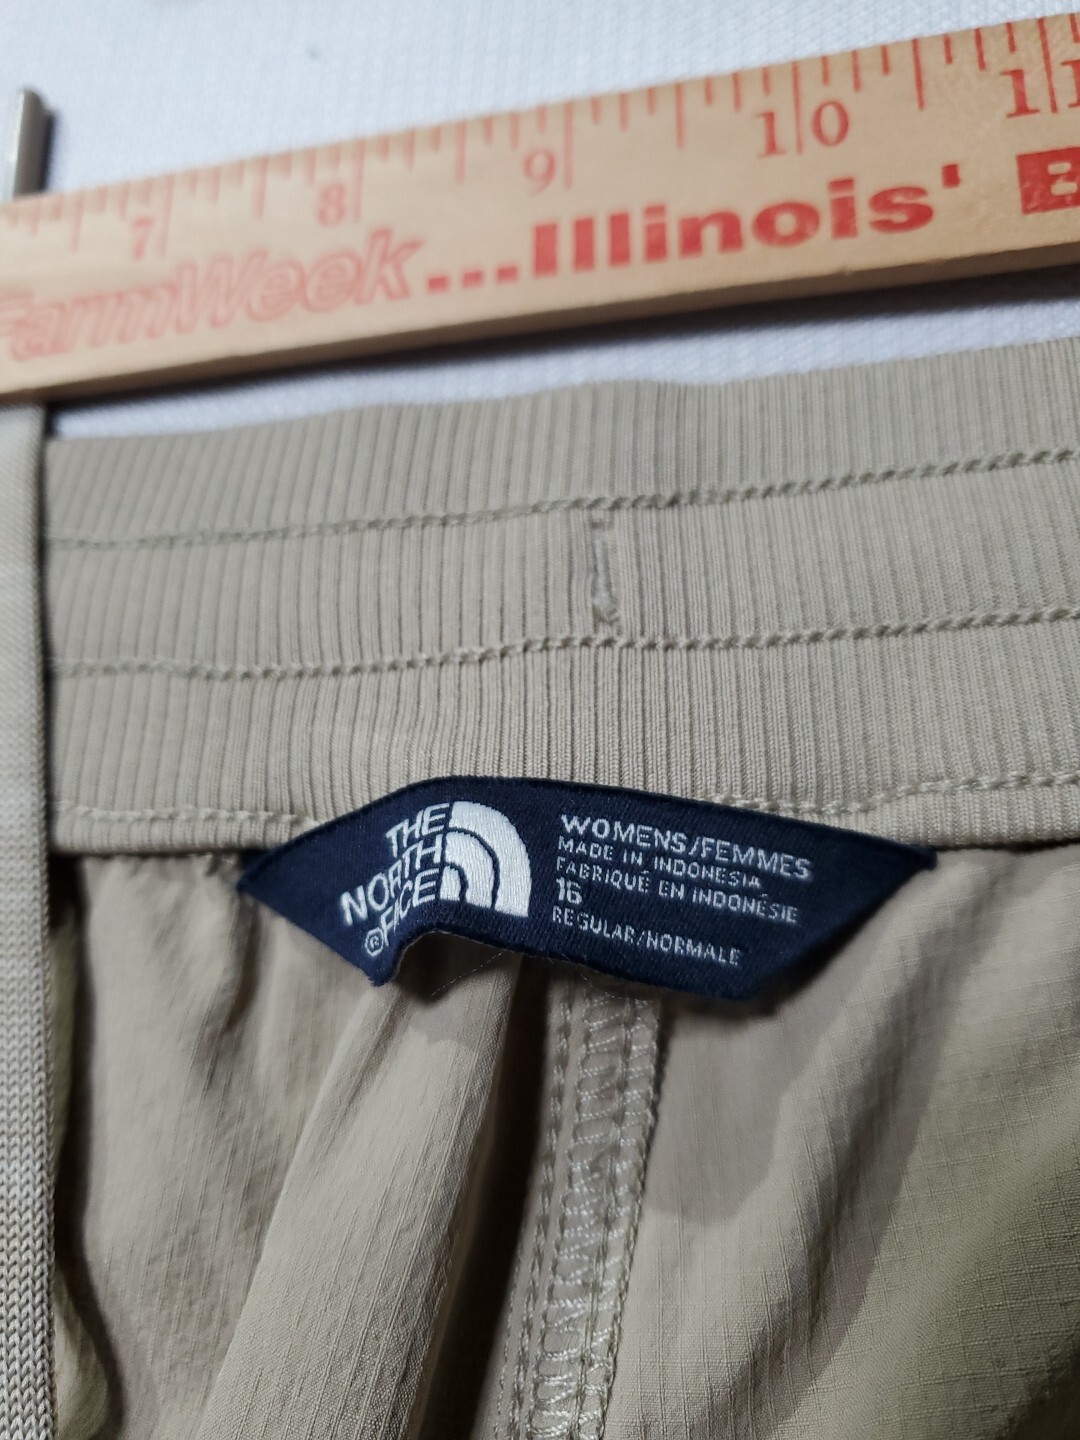 7 8 9 10 11
FarmWeek...Illinois' B
THE
NORTH
FACE
®
WOMENS/FEMMES
MADE IN INDONESIA
FABRIQUÉ EN INDONÉSIE
16
REGULAR/NORMALE